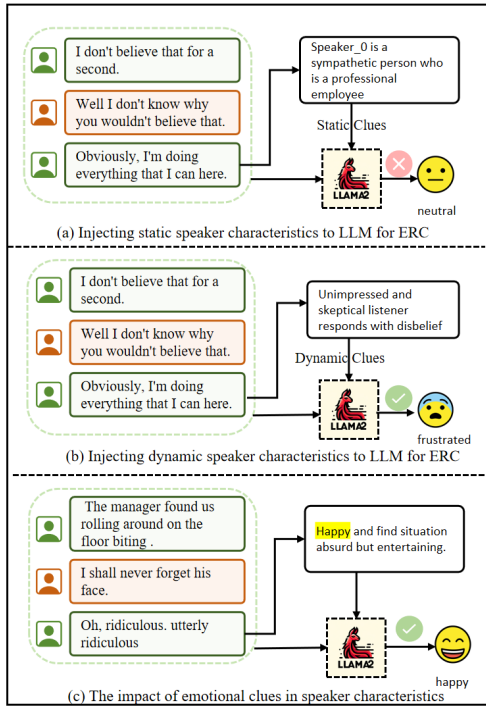 I don't believe that for a
second.
Well I don't know why
you wouldn't believe that.
Obviously, I'm doing
everything that I can here.
Speaker_0 is a
sympathetic person who
is a professional
employee
Static Clues
LLAMA2
neutral
(a) Injecting static speaker characteristics to LLM for ERC
I don't believe that for a
second.
Well I don't know why
you wouldn't believe that.
Obviously, I'm doing
everything that I can here.
Unimpressed and
skeptical listener
responds with disbelief
Dynamic Clues
LLAMA2
frustrated
(b) Injecting dynamic speaker characteristics to LLM for ERC
The manager found us
rolling around on the
floor biting .
I shall never forget his
face.
Oh, ridiculous. utterly
ridiculous
Happy and find situation
absurd but entertaining.
LLAMA2
happy
(c) The impact of emotional clues in speaker characteristics